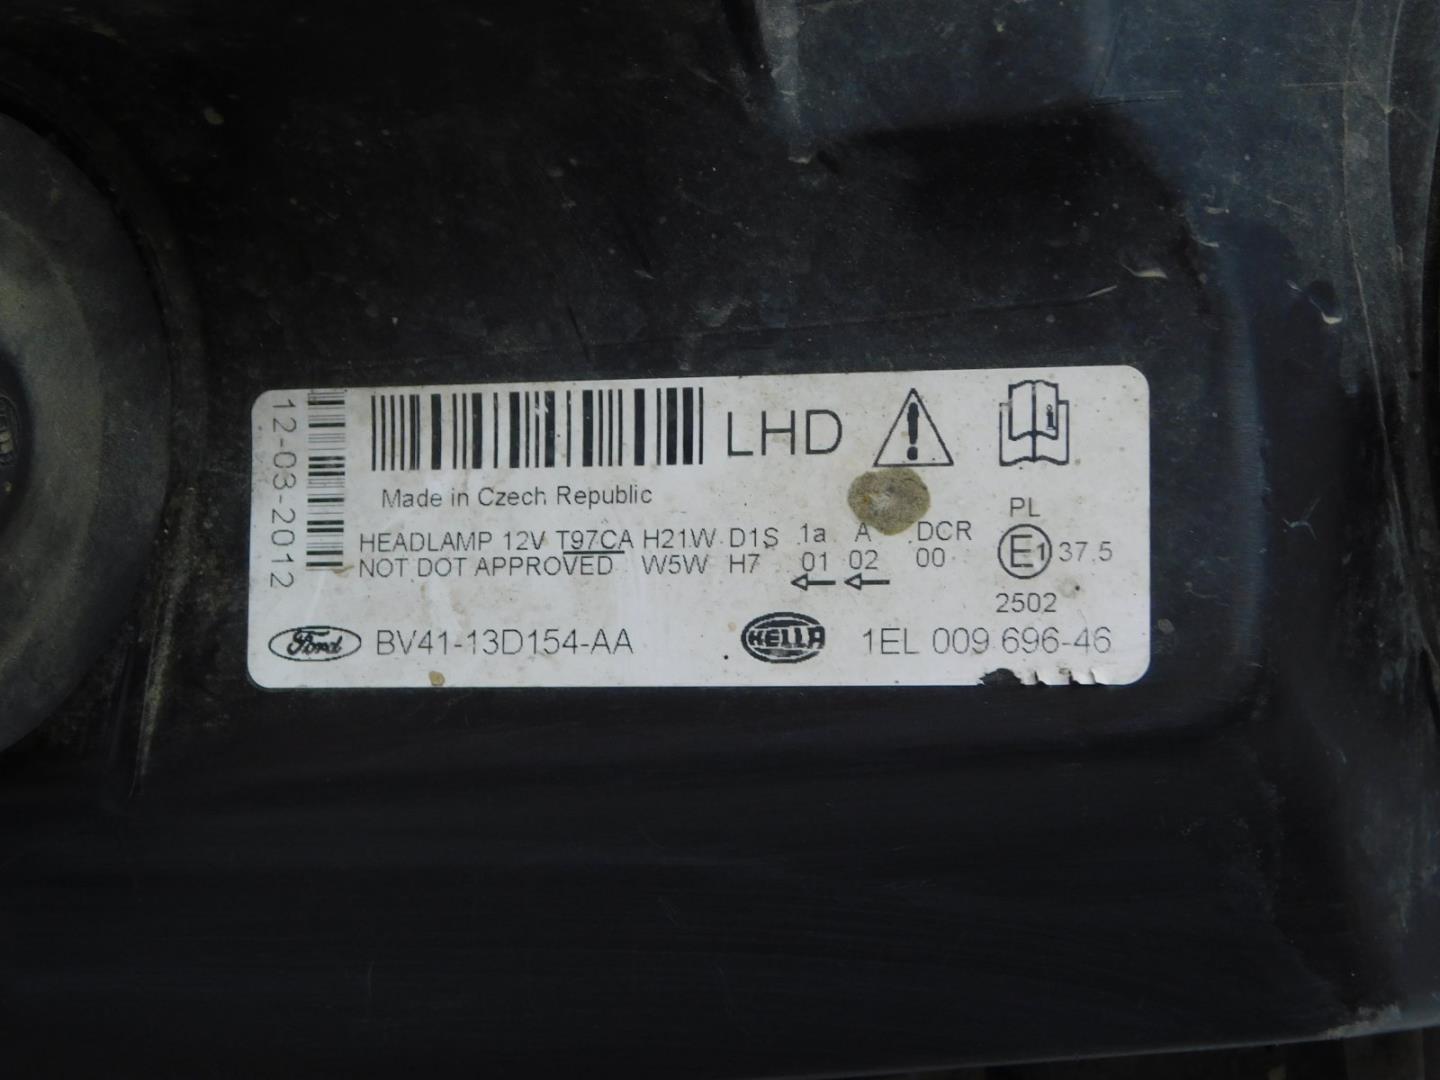 12-03-2012
LHD
Made in Czech Republic
HEADLAMP 12V T97CA H21W D1S 1a A DCR PL
NOT DOT APPROVED W5W H7 01 02 00 E1 37.5
2502
Ford BV41-13D154-AA HELLA 1EL 009 696-46